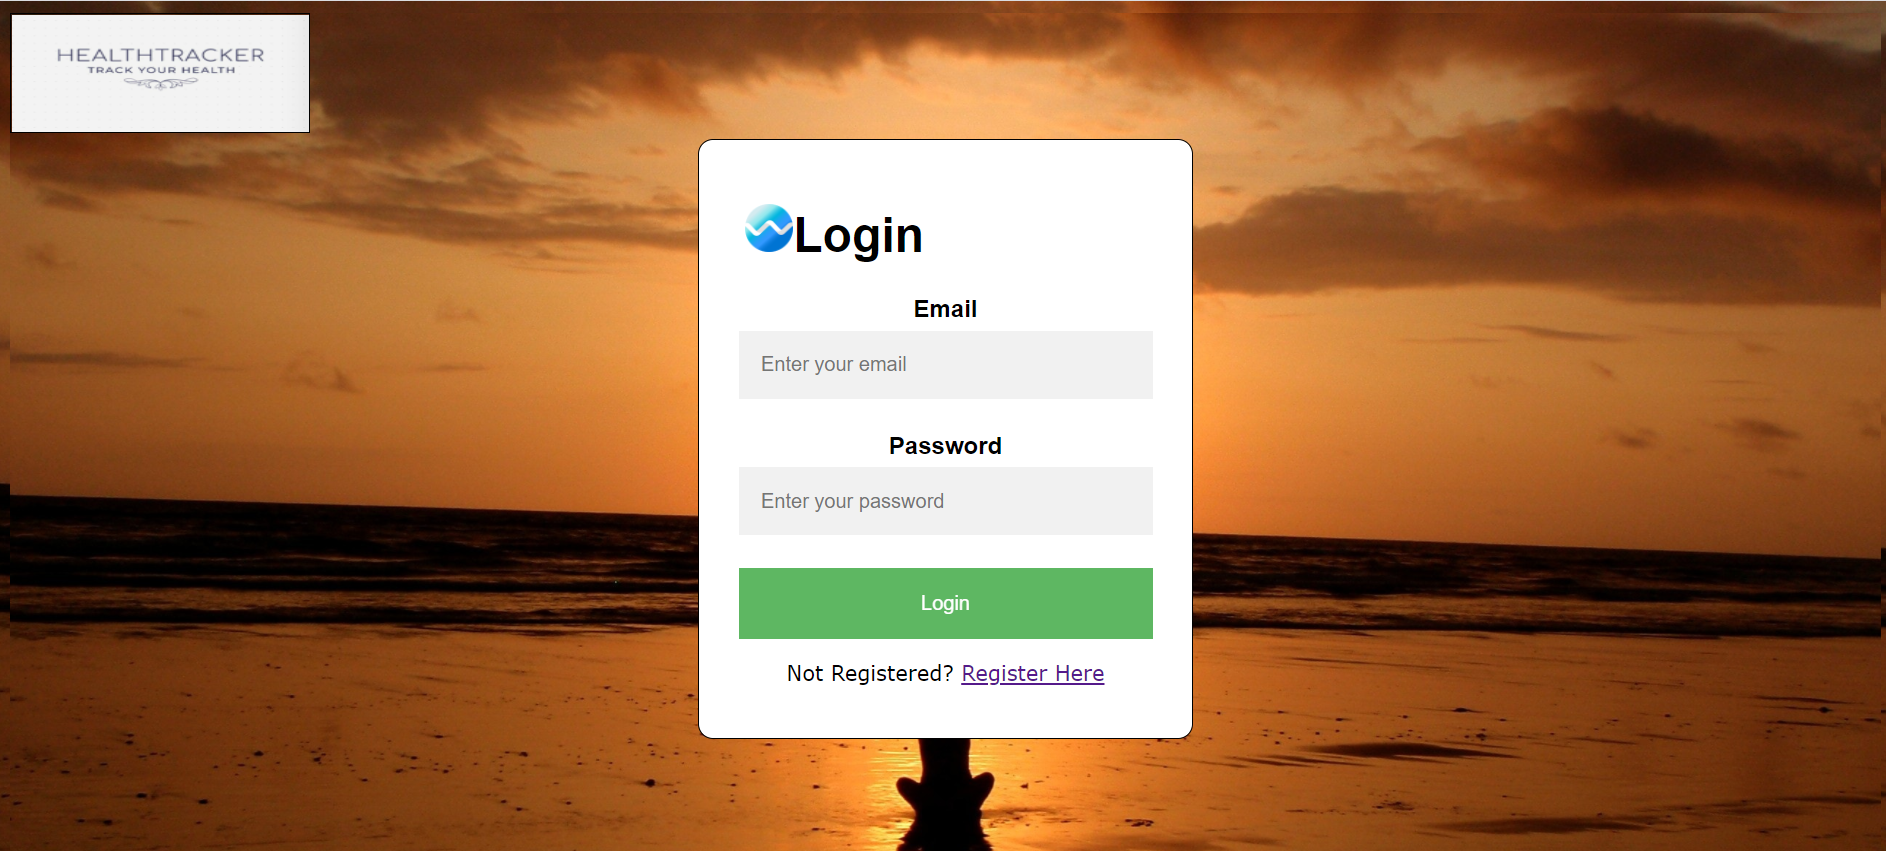 HEALTHTRACKER
TRACK YOUR HEALTH
Login
Email
Enter your email
Password
Enter your password
Login
Not Registered? Register Here